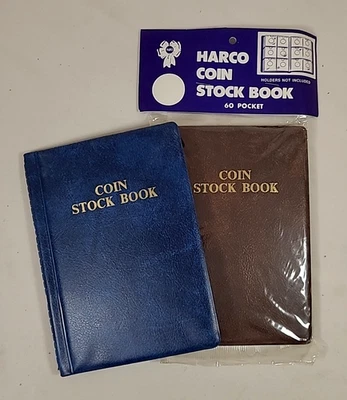 HARCO
COIN
STOCK BOOK
HOLDERS NOT INCLUDED
60 POCKET
COIN
STOCK BOOK
COIN
STOCK BOOK